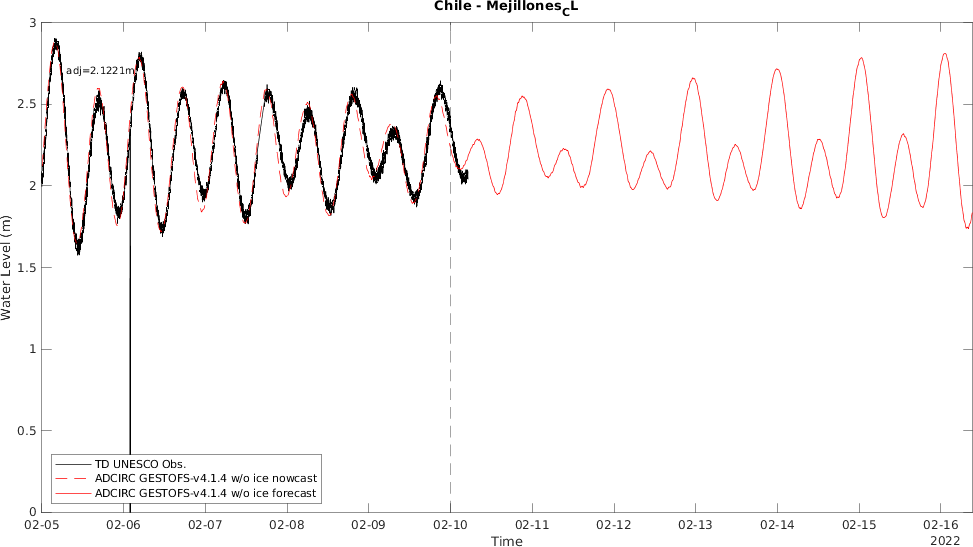 Chile - Mejillones_CL
adj=2.1221m
3
2.5
2
1.5
1
0.5
0
Water Level (m)
TD UNESCO Obs.
ADCIRC GESTOFS-v4.1.4 w/o ice nowcast
ADCIRC GESTOFS-v4.1.4 w/o ice forecast
02-05 02-06 02-07 02-08 02-09 02-10 02-11 02-12 02-13 02-14 02-15 02-16
Time
2022